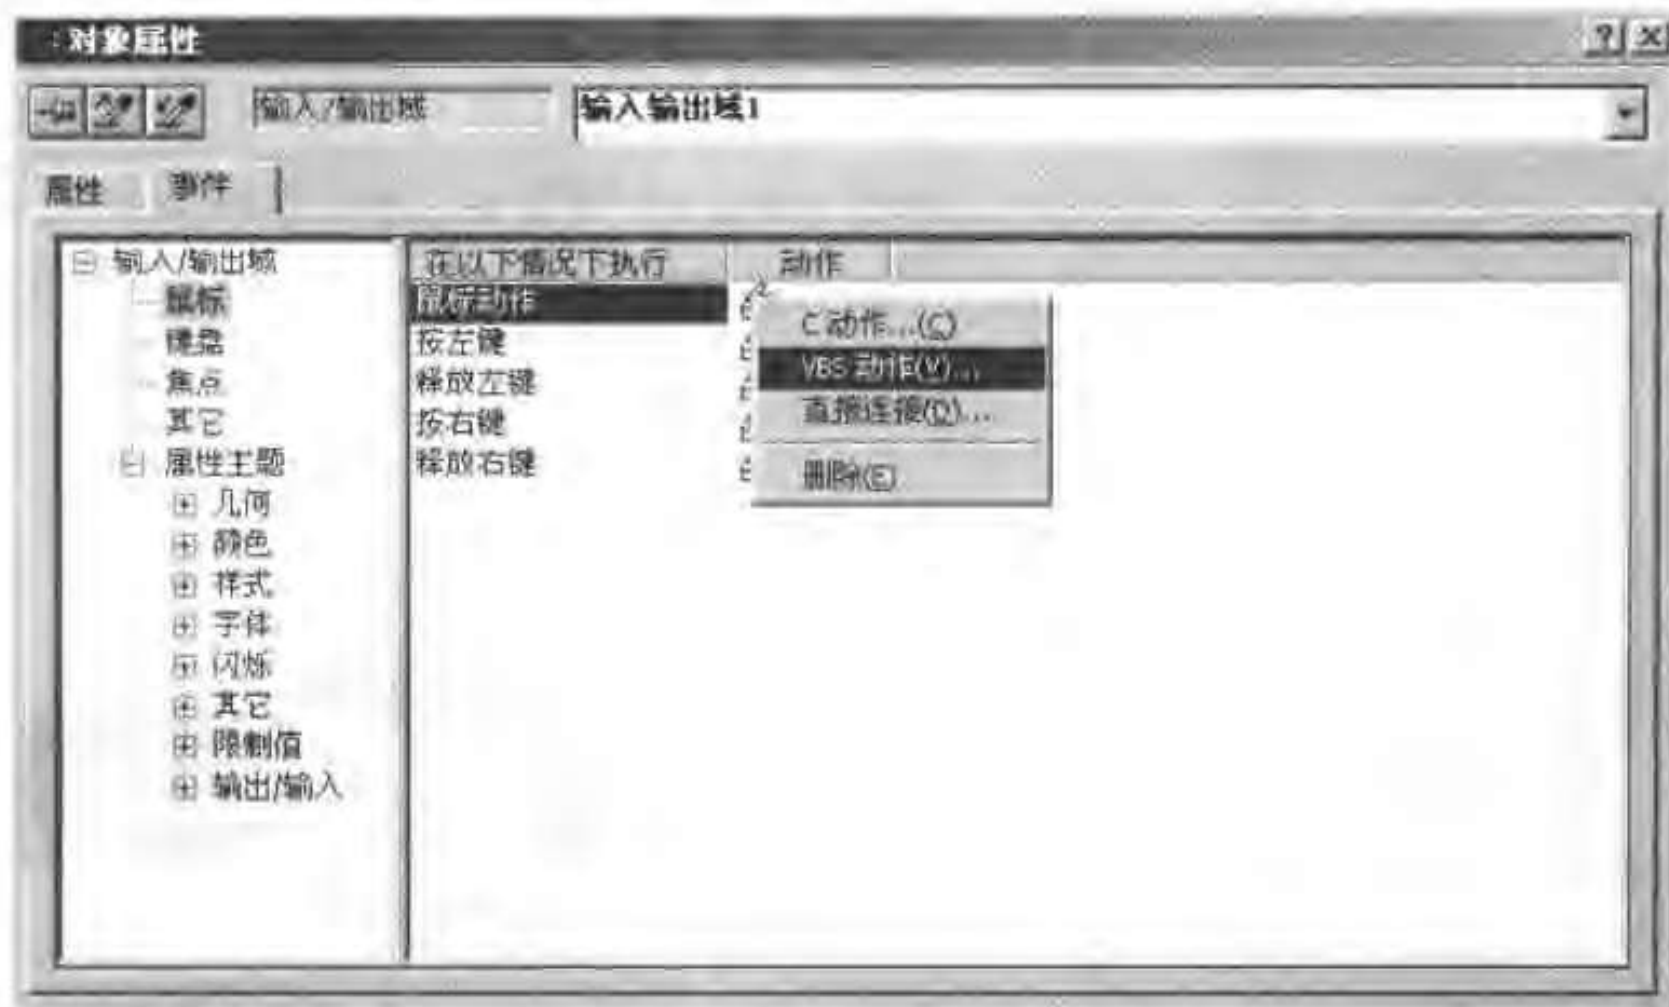 对象属性
输入/输出域 输入输出域1
属性 事件
输入/输出域
鼠标
键盘
焦点
其它
属性主题
几何
颜色
样式
字体
闪烁
其它
限制值
输出/输入
在以下情况下执行 动作
鼠标动作
按左键
释放左键
按右键
释放右键
C 动作...(C)
VBS 动作(V)...
直接连接(D)...
删除(E)